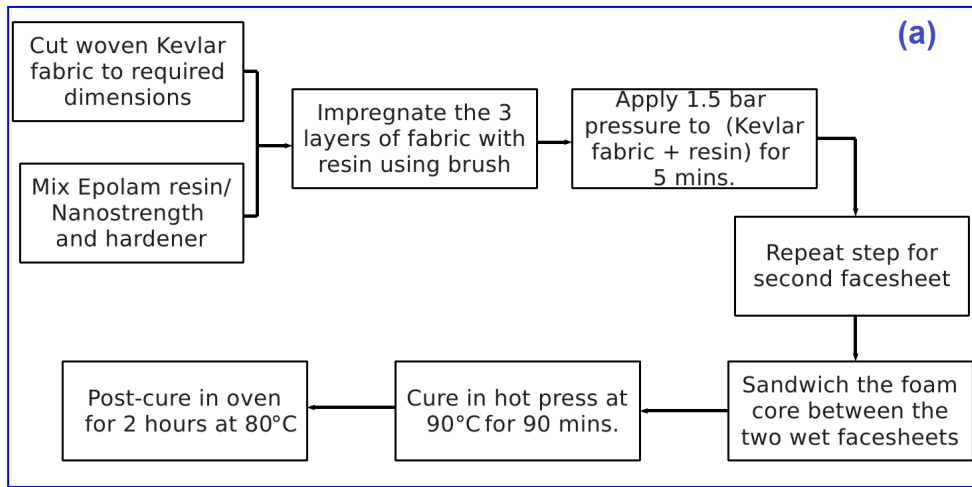 (a)
Cut woven Kevlar
fabric to required
dimensions
Mix Epolam resin/
Nanostrength
and hardener
Impregnate the 3
layers of fabric with
resin using brush
Apply 1.5 bar
pressure to (Kevlar
fabric + resin) for
5 mins.
Repeat step for
second facesheet
Sandwich the foam
core between the
two wet facesheets
Cure in hot press at
90°C for 90 mins.
Post-cure in oven
for 2 hours at 80°C